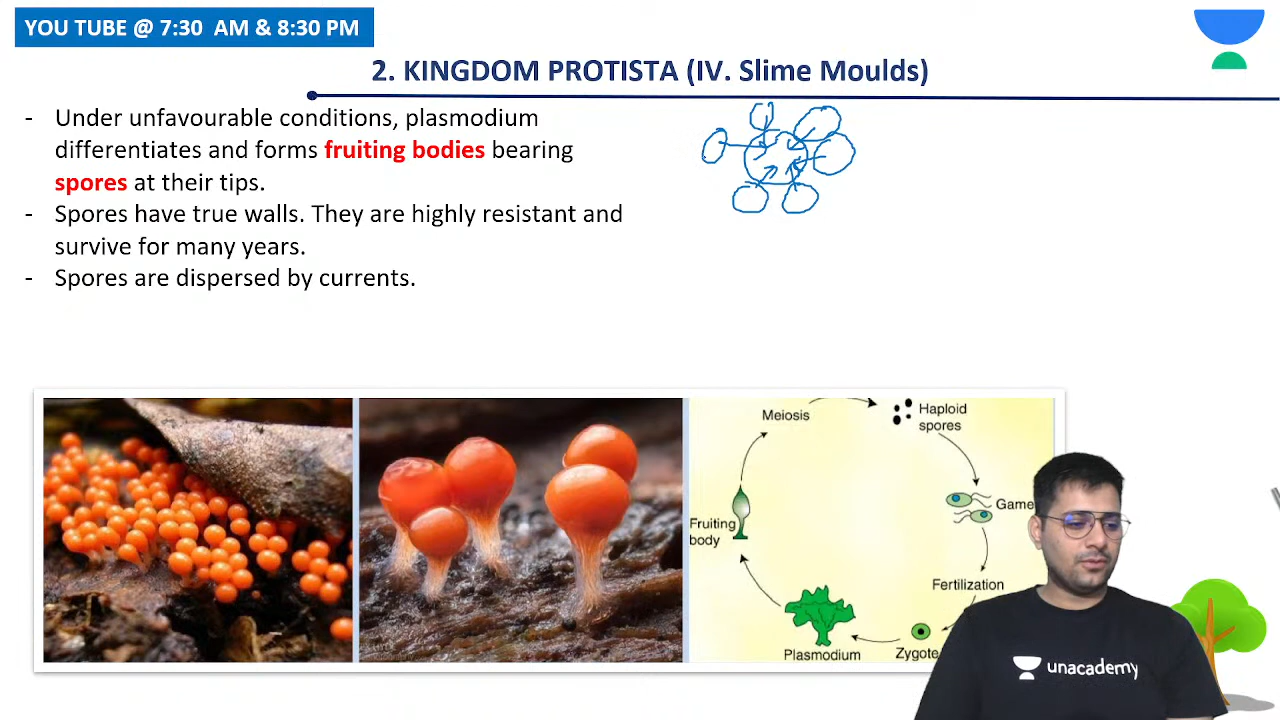 YOU TUBE @ 7:30 AM & 8:30 PM
2. KINGDOM PROTISTA (IV. Slime Moulds)
- Under unfavourable conditions, plasmodium
differentiates and forms fruiting bodies bearing
spores at their tips.
- Spores have true walls. They are highly resistant and
survive for many years.
- Spores are dispersed by currents.
Meiosis
Haploid
spores
Game
Fruiting
body
Fertilization
Plasmodium
Zygote
unacademy